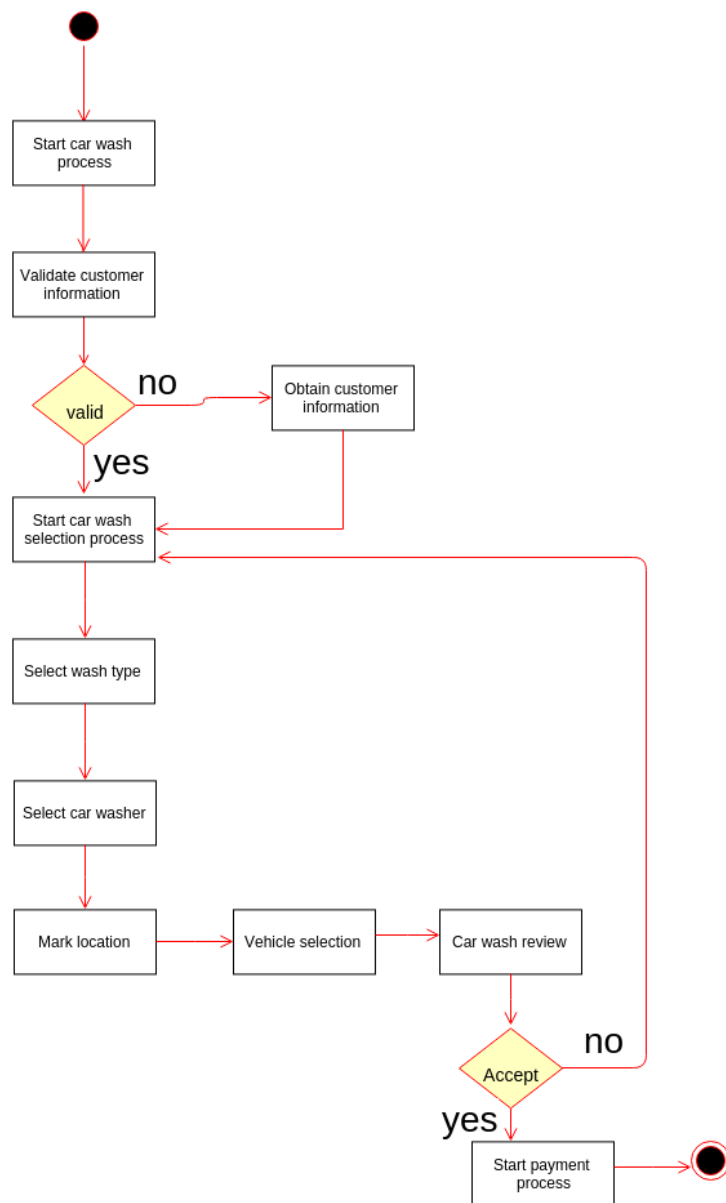 Start car wash
process
Validate customer
information
valid
no
Obtain customer
information
yes
Start car wash
selection process
Select wash type
Select car washer
Mark location
Vehicle selection
Car wash review
Accept
no
yes
Start payment
process